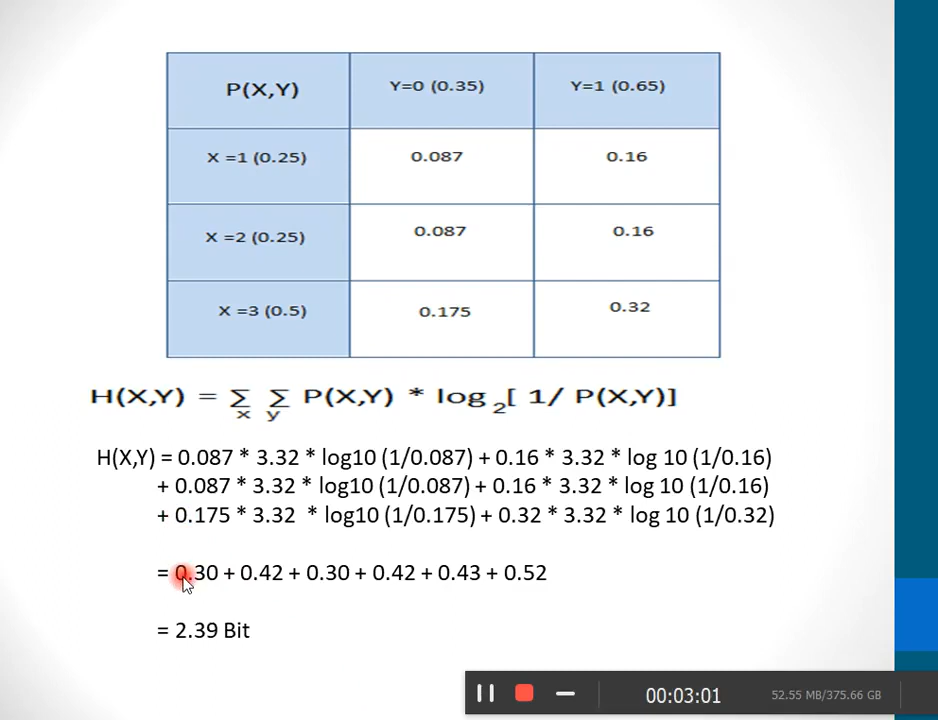 P(X,Y) Y=0 (0.35) Y=1 (0.65)
X =1 (0.25) 0.087 0.16
X =2 (0.25) 0.087 0.16
X =3 (0.5) 0.175 0.32
H(X,Y) = ∑ ∑ P(X,Y) * log 2[ 1/ P(X,Y)]
x y
H(X,Y) = 0.087 * 3.32 * log10 (1/0.087) + 0.16 * 3.32 * log 10 (1/0.16)
+ 0.087 * 3.32 * log10 (1/0.087) + 0.16 * 3.32 * log 10 (1/0.16)
+ 0.175 * 3.32 * log10 (1/0.175) + 0.32 * 3.32 * log 10 (1/0.32)
= 0.30 + 0.42 + 0.30 + 0.42 + 0.43 + 0.52
= 2.39 Bit
00:03:01 52.55 MB/375.66 GB